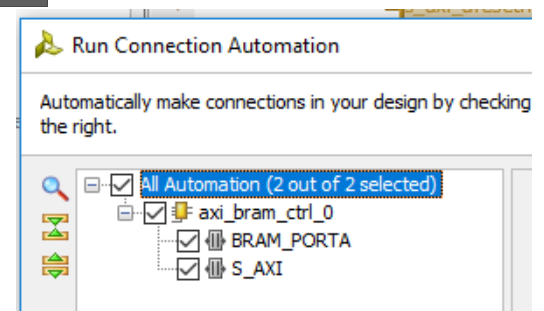 s_axi_aresetn
Run Connection Automation
Automatically make connections in your design by checking
the right.
All Automation (2 out of 2 selected)
axi_bram_ctrl_0
BRAM_PORTA
S_AXI